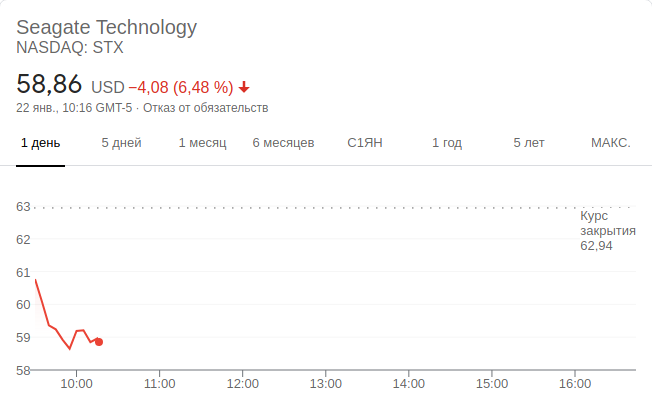 Seagate Technology
NASDAQ: STX
58,86 USD −4,08 (6,48 %)
22 янв., 10:16 GMT-5 · Отказ от обязательств
1 день 5 дней 1 месяц 6 месяцев С1ЯН 1 год 5 лет МАКС.
63
Курс
закрытия
62,94
62
61
60
59
58
10:00 11:00 12:00 13:00 14:00 15:00 16:00